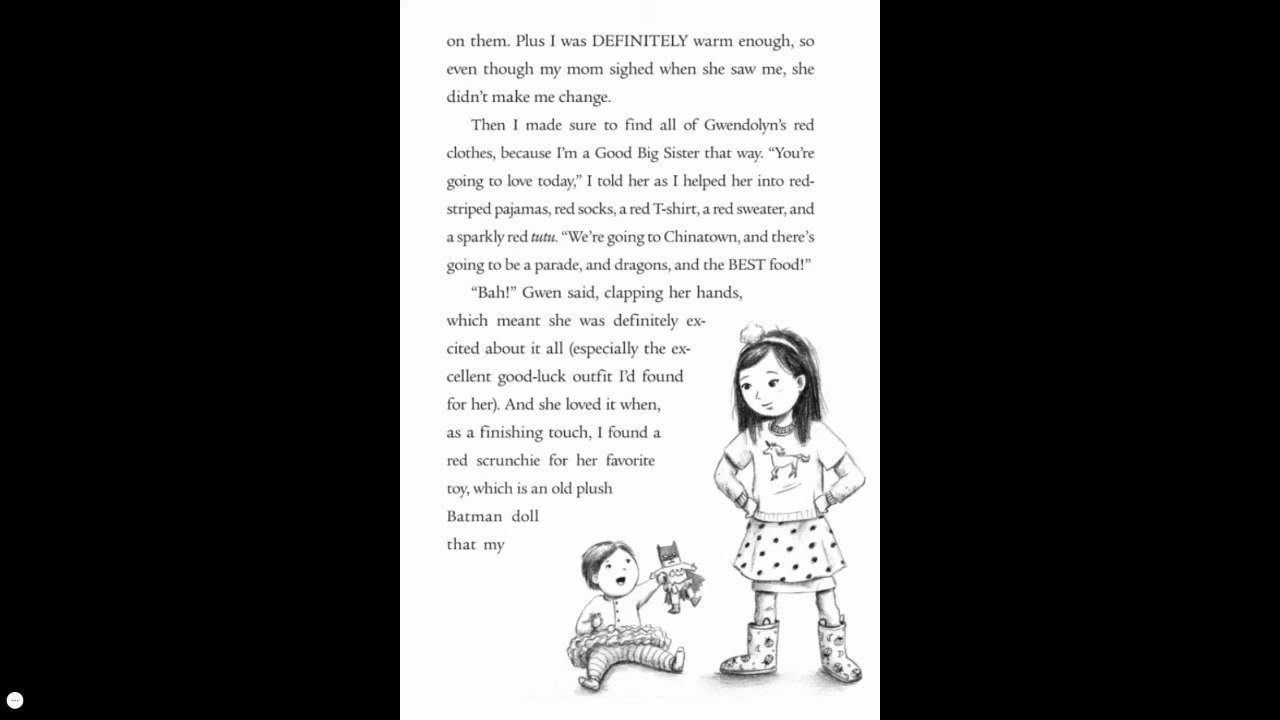 on them. Plus I was DEFINITELY warm enough, so
even though my mom sighed when she saw me, she
didn't make me change.
Then I made sure to find all of Gwendolyn's red
clothes, because I'm a Good Big Sister that way. “You're
going to love today,” I told her as I helped her into red-
striped pajamas, red socks, a red T-shirt, a red sweater, and
a sparkly red tutu. “We're going to Chinatown, and there's
going to be a parade, and dragons, and the BEST food!”
“Bah!” Gwen said, clapping her hands,
which meant she was definitely ex-
cited about it all (especially the ex-
cellent good-luck outfit I'd found
for her). And she loved it when,
as a finishing touch, I found a
red scrunchie for her favorite
toy, which is an old plush
Batman doll
that my